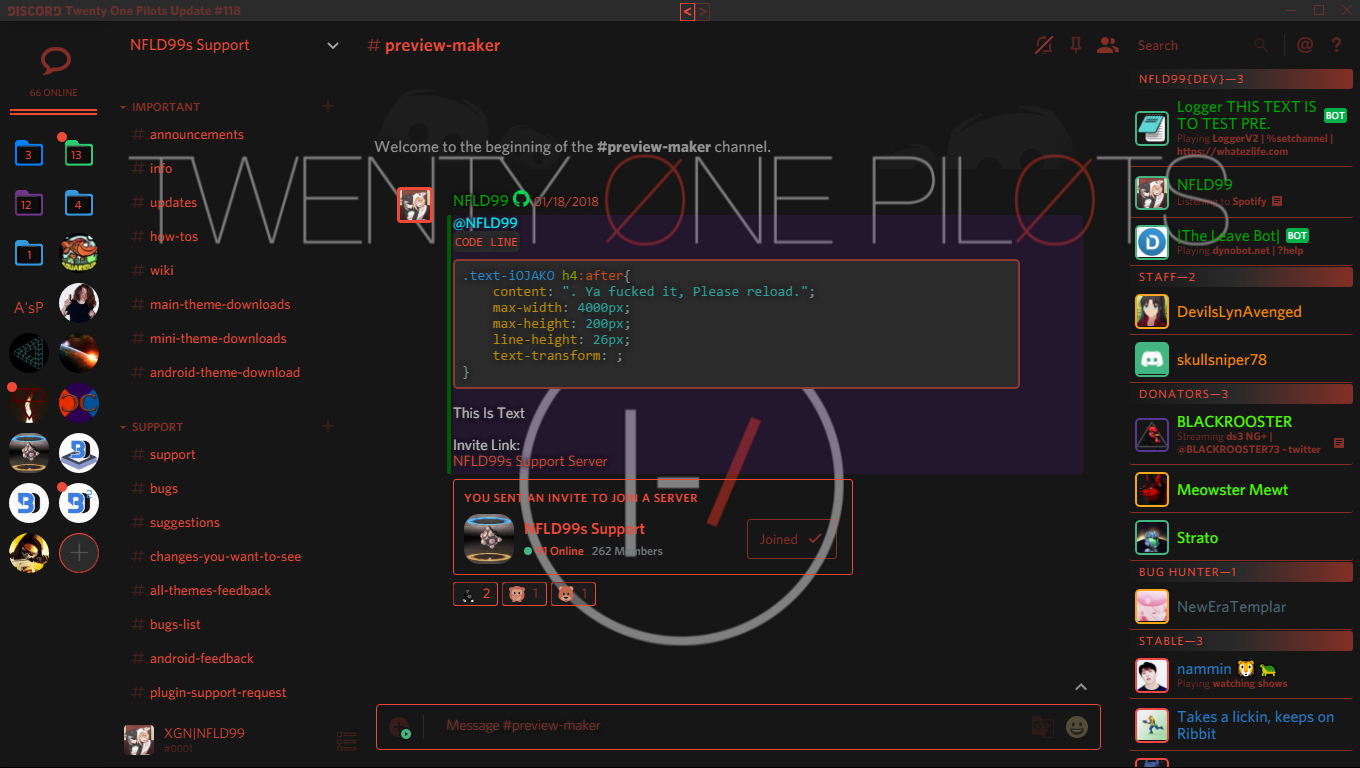 DISCORD Twenty One Pilots Update #118
< >
66 ONLINE
3
13
12
4
1
A'sP
NFLD99s Support
IMPORTANT
# announcements
# info
# updates
# how-tos
# wiki
# main-theme-downloads
# mini-theme-downloads
# android-theme-download
SUPPORT
# support
# bugs
# suggestions
# changes-you-want-to-see
# all-themes-feedback
# bugs-list
# android-feedback
# plugin-support-request
XGN|NFLD99
#0001
# preview-maker
Search
@ ?
Welcome to the beginning of the #preview-maker channel.
TWENTY ØNE PILØTS
NFLD99 01/18/2018
@NFLD99
CODE LINE
.text-iOJAKO h4:after{
content: ". Ya fucked it, Please reload.";
max-width: 4000px;
max-height: 200px;
line-height: 26px;
text-transform: ;
}
This Is Text
Invite Link:
NFLD99s Support Server
YOU SENT AN INVITE TO JOIN A SERVER
NFLD99s Support
Online 262 Members
Joined
2
1
1
Message #preview-maker
NFLD99{DEV}—3
Logger THIS TEXT IS
TO TEST PRE. BOT
Playing LoggerV2 | %setchannel |
https://whatezlife.com
NFLD99
Listening to Spotify
|The Leave Bot| BOT
Playing dynobot.net | ?help
STAFF—2
DevilsLynAvenged
skullsniper78
DONATORS—3
BLACKROOSTER
Streaming ds3 NG+ |
@BLACKROOSTER73 - twitter
Meowster Mewt
Strato
BUG HUNTER—1
NewEraTemplar
STABLE—3
nammin
Playing watching shows
Takes a lickin, keeps on
Ribbit